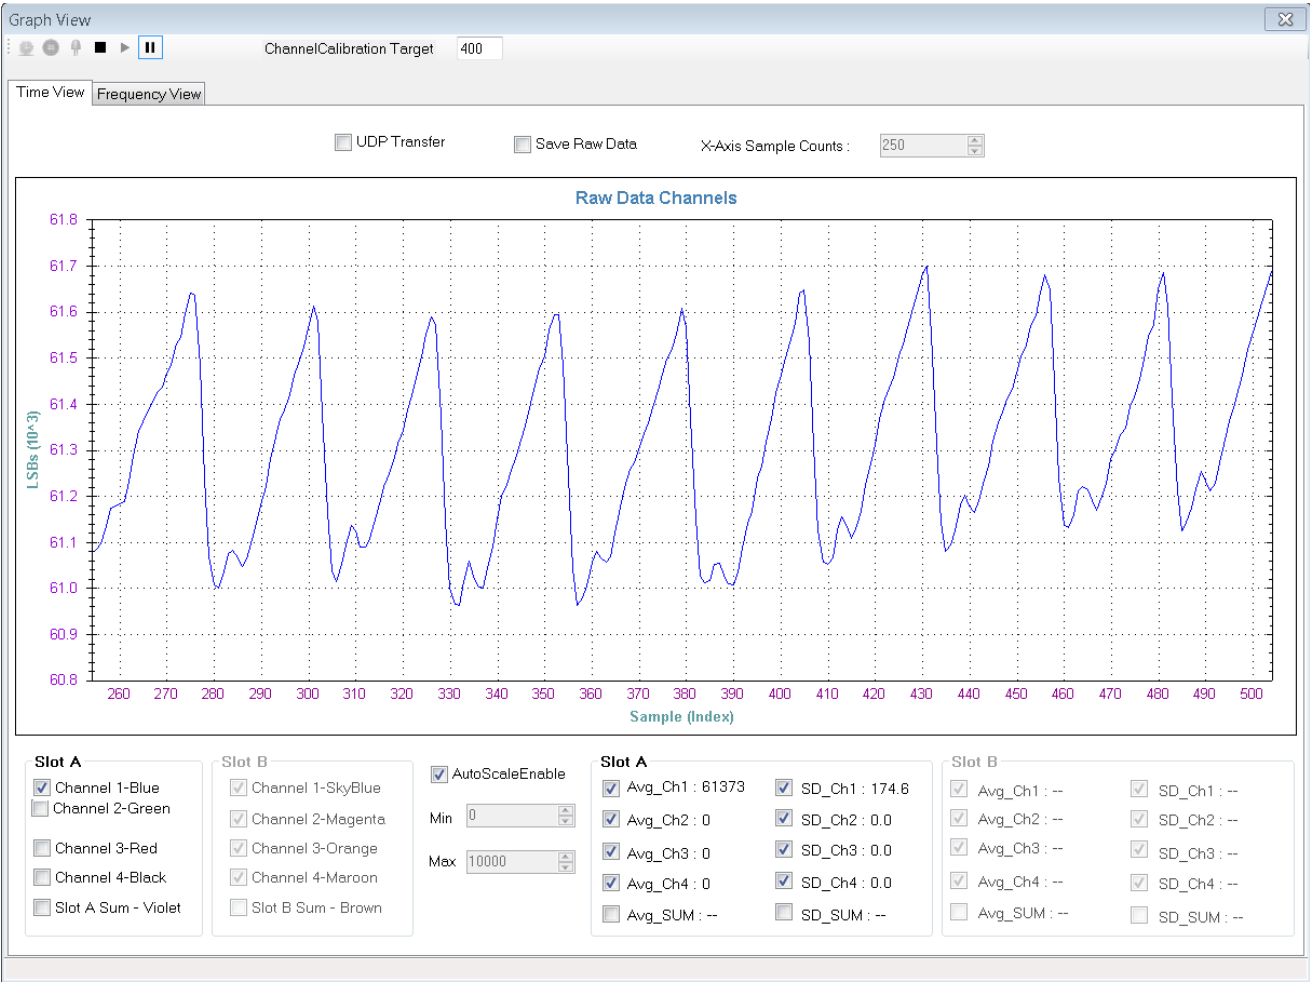 Graph View
ChannelCalibration Target 400
Time View Frequency View
UDP Transfer Save Raw Data X-Axis Sample Counts : 250
Raw Data Channels
61.8
61.7
61.6
61.5
61.4
61.3
61.2
61.1
61.0
60.9
60.8
LSBs (10^3)
260 270 280 290 300 310 320 330 340 350 360 370 380 390 400 410 420 430 440 450 460 470 480 490 500
Sample (Index)
Slot A
Channel 1-Blue
Channel 2-Green
Channel 3-Red
Channel 4-Black
Slot A Sum - Violet
Slot B
Channel 1-SkyBlue
Channel 2-Magenta
Channel 3-Orange
Channel 4-Maroon
Slot B Sum - Brown
AutoScaleEnable
Min 0
Max 10000
Slot A
Avg_Ch1 : 61373 SD_Ch1 : 174.6
Avg_Ch2 : 0 SD_Ch2 : 0.0
Avg_Ch3 : 0 SD_Ch3 : 0.0
Avg_Ch4 : 0 SD_Ch4 : 0.0
Avg_SUM : -- SD_SUM : --
Slot B
Avg_Ch1 : -- SD_Ch1 : --
Avg_Ch2 : -- SD_Ch2 : --
Avg_Ch3 : -- SD_Ch3 : --
Avg_Ch4 : -- SD_Ch4 : --
Avg_SUM : -- SD_SUM : --